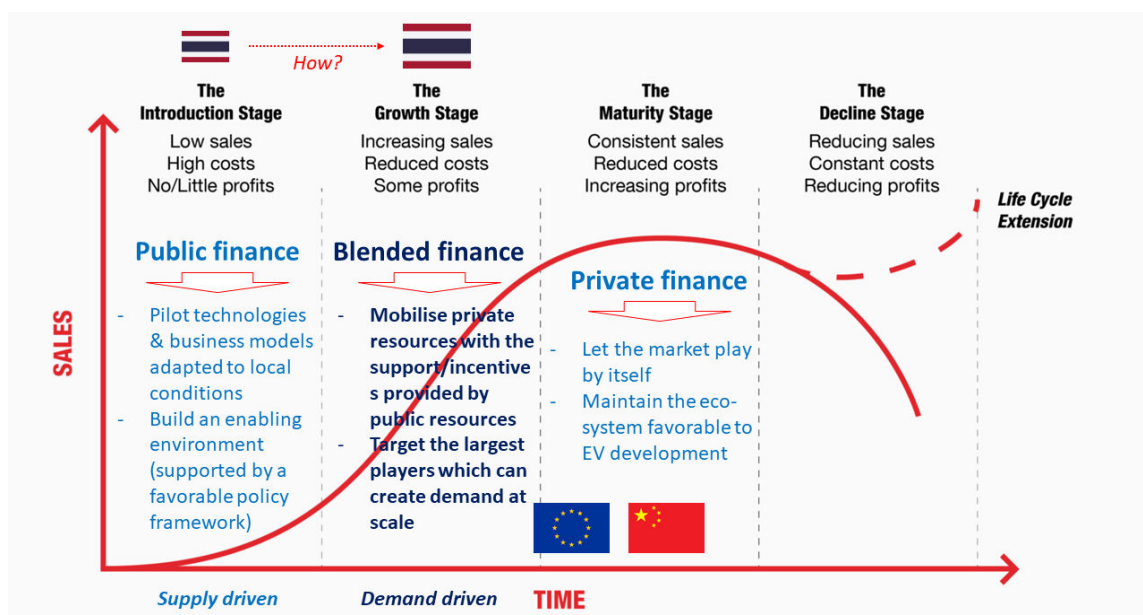 How?
The
Introduction Stage
Low sales
High costs
No/Little profits
The
Growth Stage
Increasing sales
Reduced costs
Some profits
The
Maturity Stage
Consistent sales
Reduced costs
Increasing profits
The
Decline Stage
Reducing sales
Constant costs
Reducing profits
Life Cycle
Extension
Public finance
- Pilot technologies
& business models
adapted to local
conditions
- Build an enabling
environment
(supported by a
favorable policy
framework)
Blended finance
- Mobilise private
resources with the
support/incentive
s provided by
public resources
- Target the largest
players which can
create demand at
scale
Private finance
- Let the market play
by itself
- Maintain the eco-
system favorable to
EV development
SALES
Supply driven
Demand driven
TIME